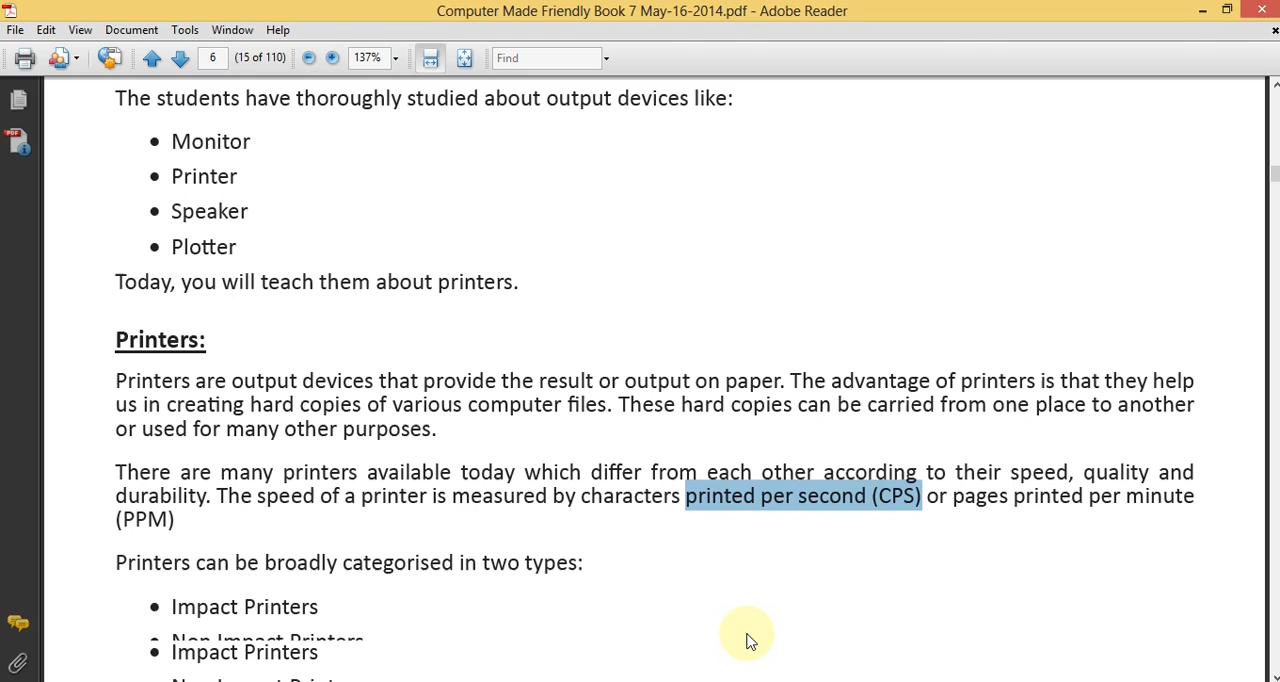 Computer Made Friendly Book 7 May-16-2014.pdf - Adobe Reader
File Edit View Document Tools Window Help
6 (15 of 110) 137% Find
The students have thoroughly studied about output devices like:
• Monitor
• Printer
• Speaker
• Plotter
Today, you will teach them about printers.
Printers:
Printers are output devices that provide the result or output on paper. The advantage of printers is that they help
us in creating hard copies of various computer files. These hard copies can be carried from one place to another
or used for many other purposes.
There are many printers available today which differ from each other according to their speed, quality and
durability. The speed of a printer is measured by characters printed per second (CPS) or pages printed per minute
(PPM)
Printers can be broadly categorised in two types:
• Impact Printers
• Non Impact Printers
• Impact Printers